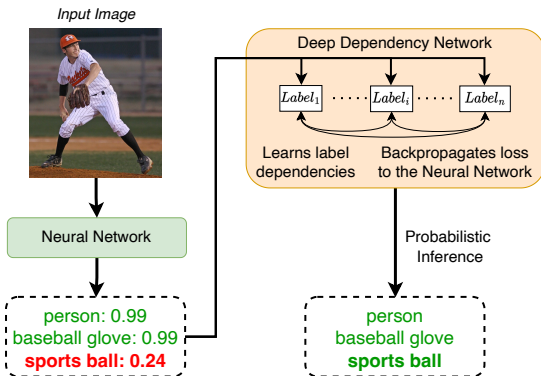 Input Image
Neural Network
person: 0.99
baseball glove: 0.99
sports ball: 0.24
Deep Dependency Network
Label₁ ····· Labelᵢ ····· Labelₙ
Learns label
dependencies
Backpropagates loss
to the Neural Network
Probabilistic
Inference
person
baseball glove
sports ball